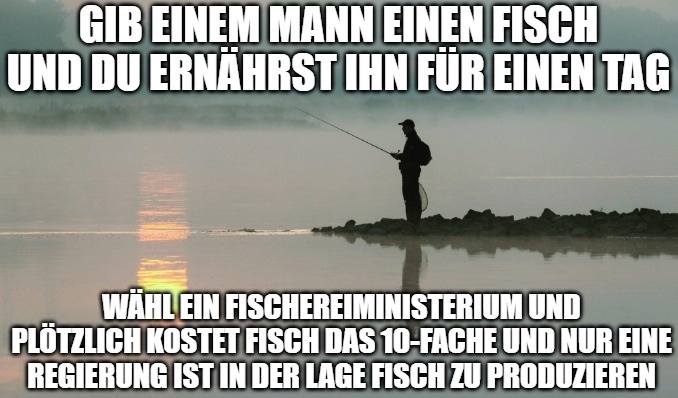 GIB EINEM MANN EINEN FISCH
UND DU ERNÄHRST IHN FÜR EINEN TAG
WÄHL EIN FISCHEREIMINISTERIUM UND
PLÖTZLICH KOSTET FISCH DAS 10-FACHE UND NUR EINE
REGIERUNG IST IN DER LAGE FISCH ZU PRODUZIEREN